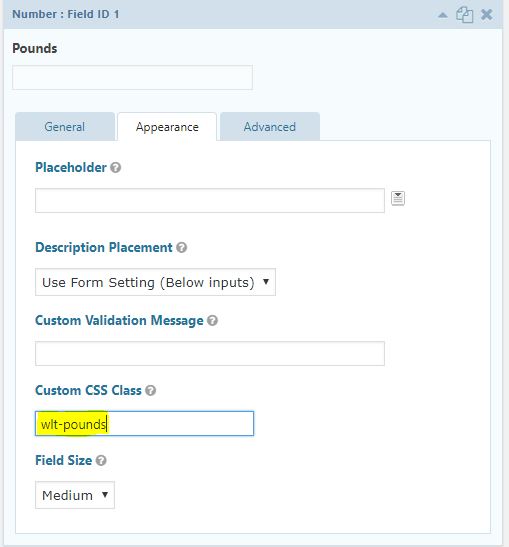 Number : Field ID 1
Pounds
General Appearance Advanced
Placeholder
Description Placement
Use Form Setting (Below inputs)
Custom Validation Message
Custom CSS Class
wlt-pounds
Field Size
Medium